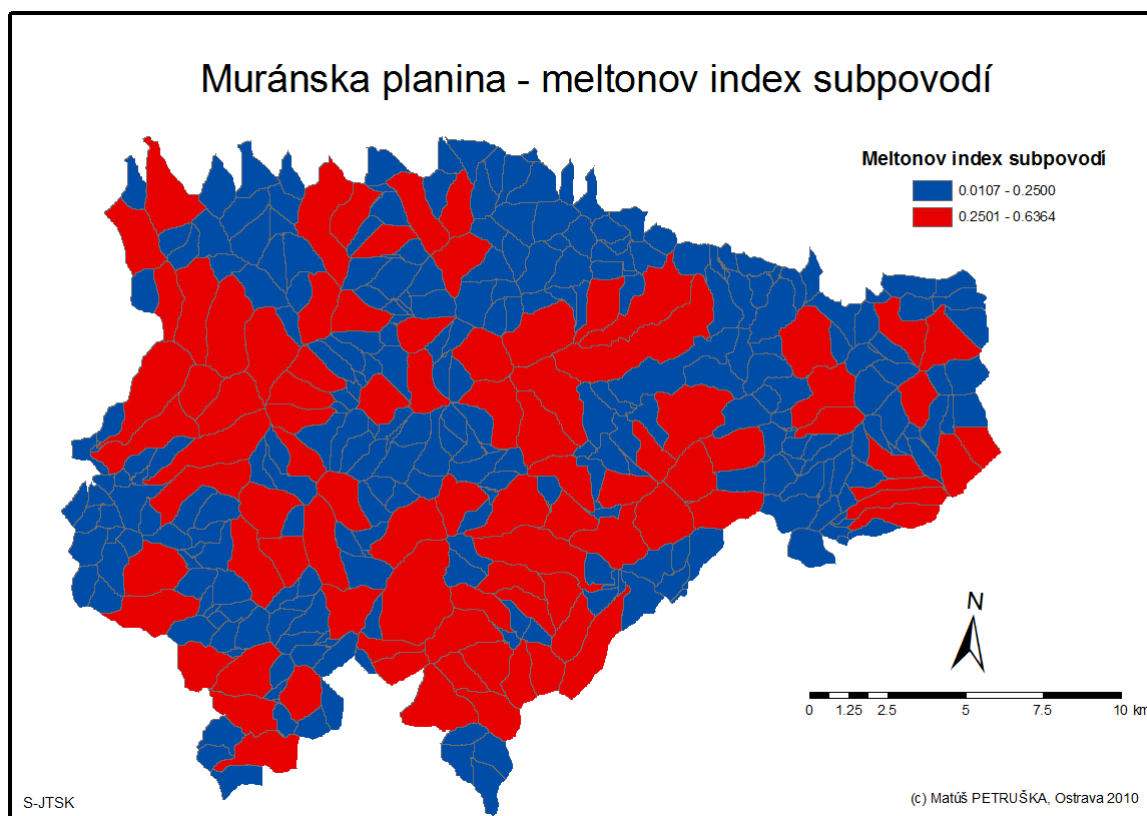 Muránska planina - meltonov index subpovodí
Meltonov index subpovodí
0.0107 - 0.2500
0.2501 - 0.6364
N
0 1.25 2.5 5 7.5 10 km
S-JTSK
(c) Matúš PETRUŠKA, Ostrava 2010